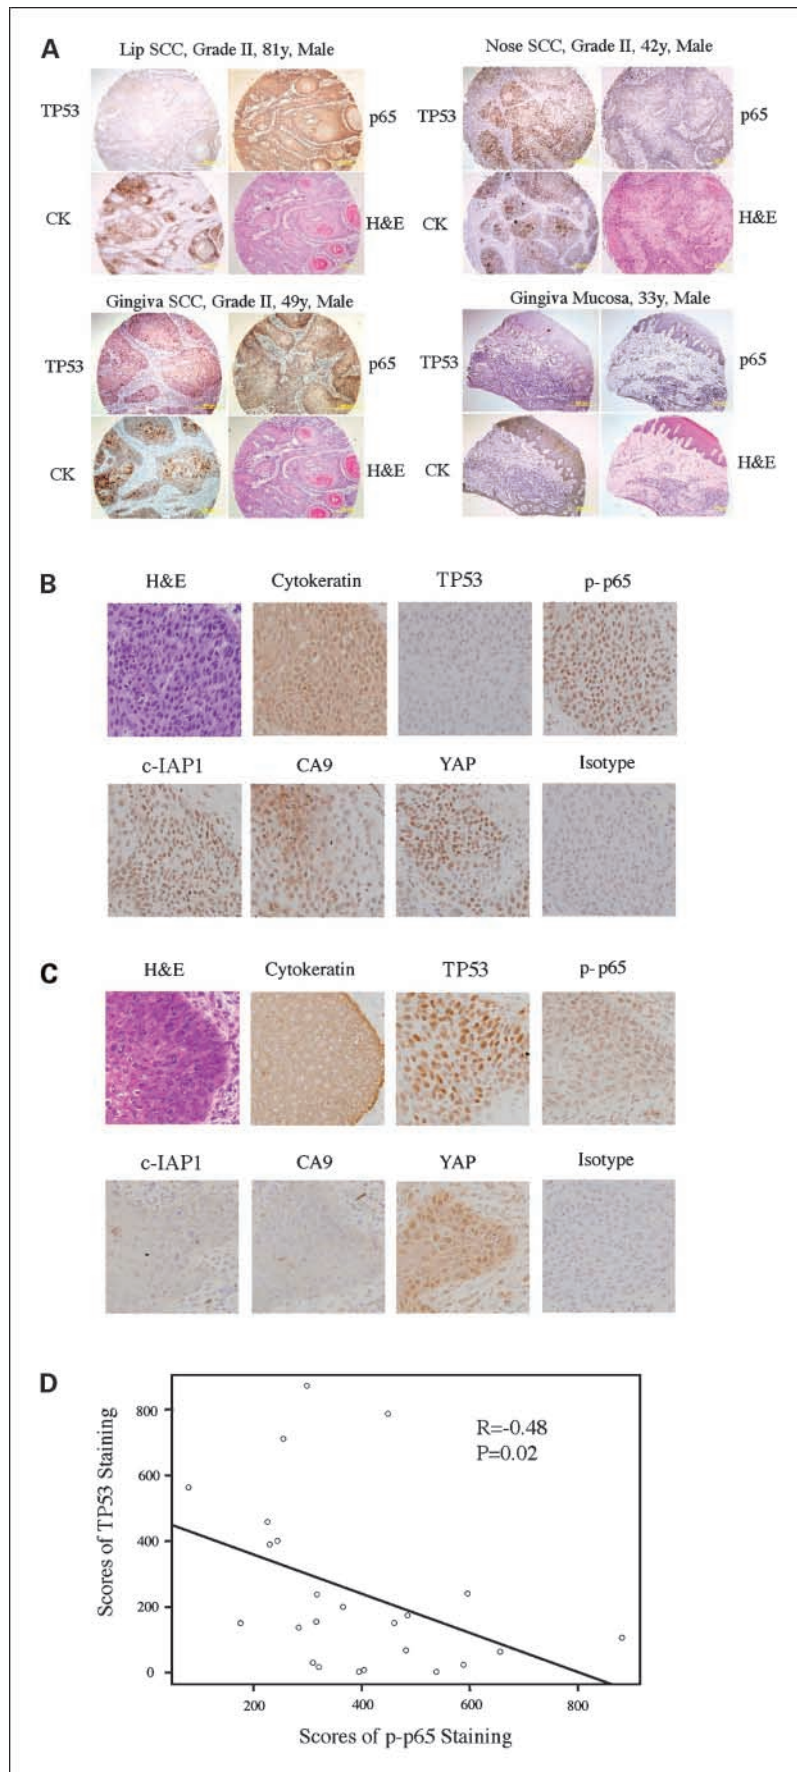 A
Lip SCC, Grade II, 81y, Male
TP53
p65
CK
H&E
Nose SCC, Grade II, 42y, Male
TP53
p65
CK
H&E
Gingiva SCC, Grade II, 49y, Male
TP53
p65
CK
H&E
Gingiva Mucosa, 33y, Male
TP53
p65
CK
H&E
B
H&E Cytokeratin TP53 p-p65
c-IAP1 CA9 YAP Isotype
C
H&E Cytokeratin TP53 p-p65
c-IAP1 CA9 YAP Isotype
D
Scores of TP53 Staining
800
600
400
200
0
R=-0.48
P=0.02
200 400 600 800
Scores of p-p65 Staining